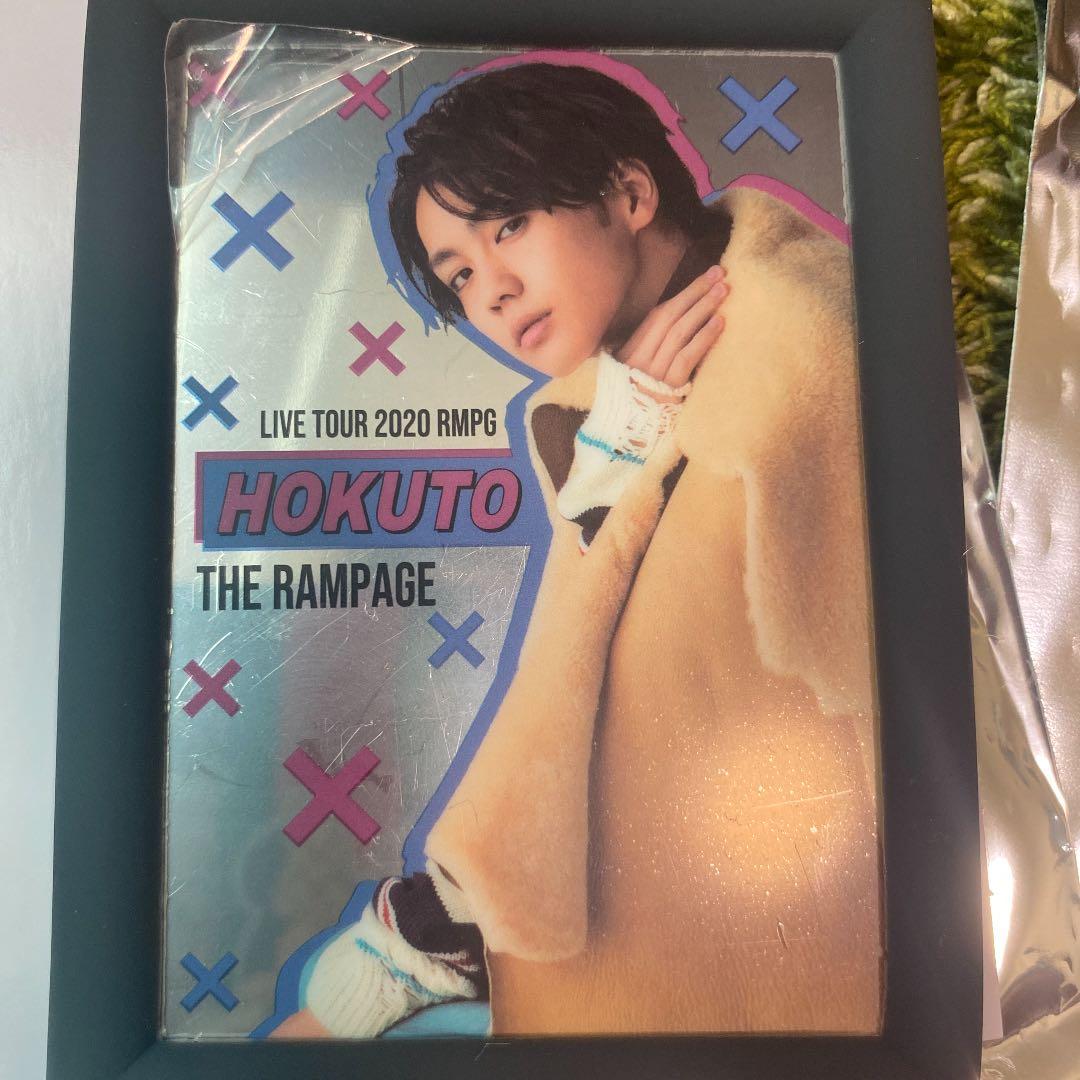 LIVE TOUR 2020 RMPG
HOKUTO
THE RAMPAGE